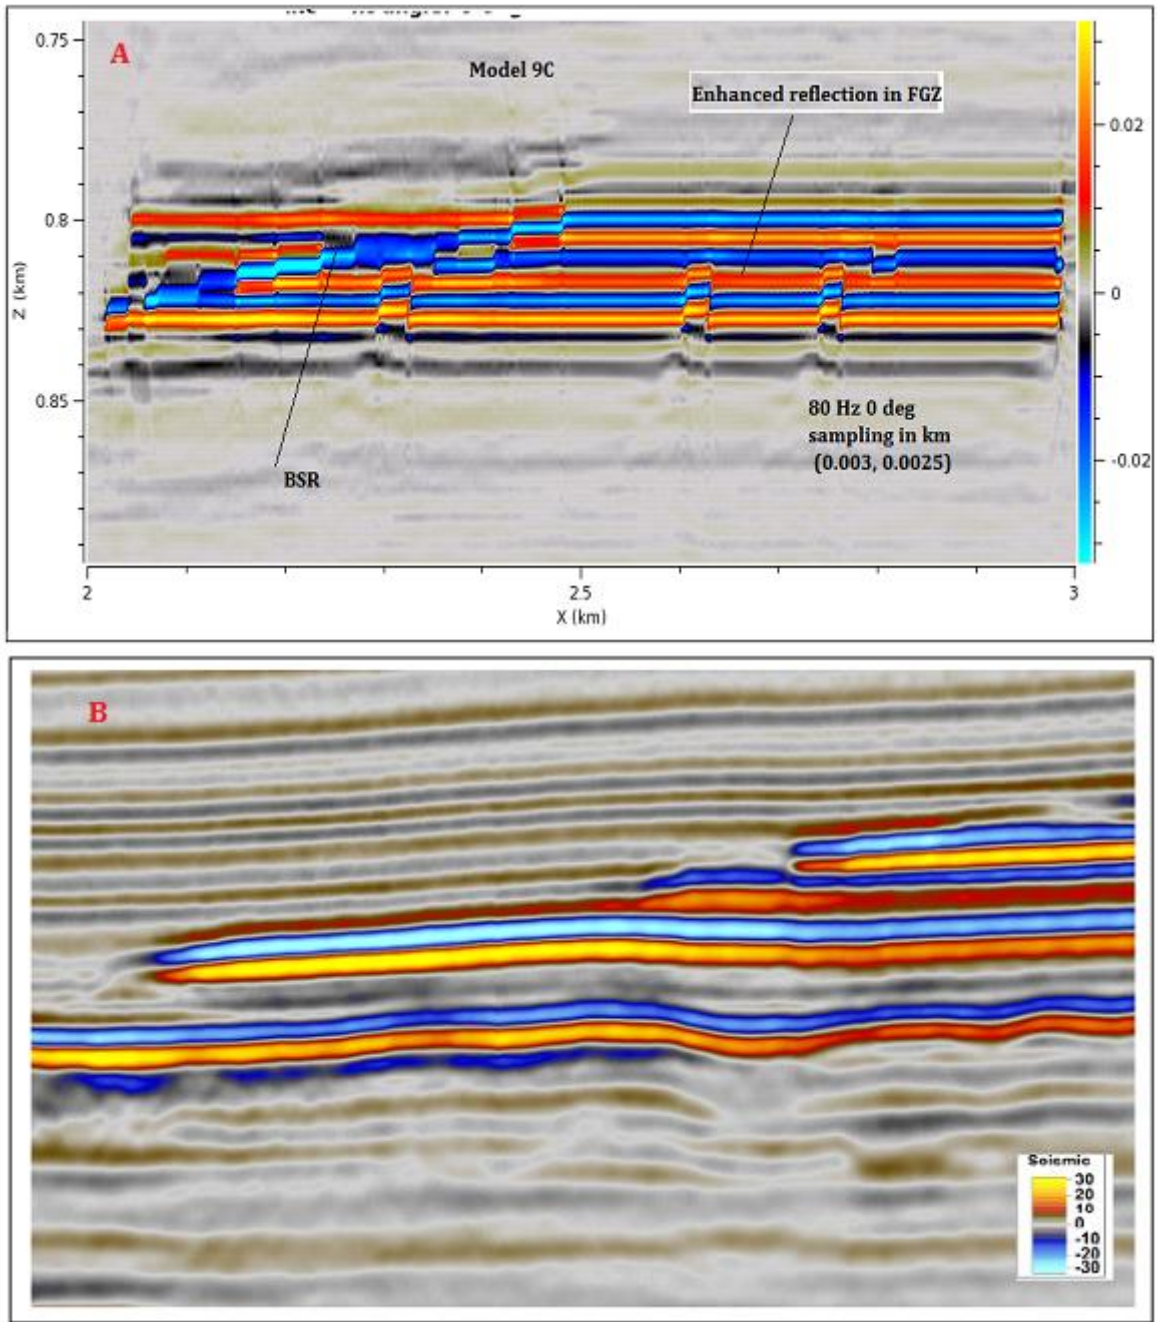 A
Model 9C
Enhanced reflection in FGZ
0.75
0.8
0.85
Z (km)
BSR
80 Hz 0 deg
sampling in km
(0.003, 0.0025)
0.02
0
-0.02
2
2.5
3
X (km)
B
Seismic
30
20
10
0
-10
-20
-30